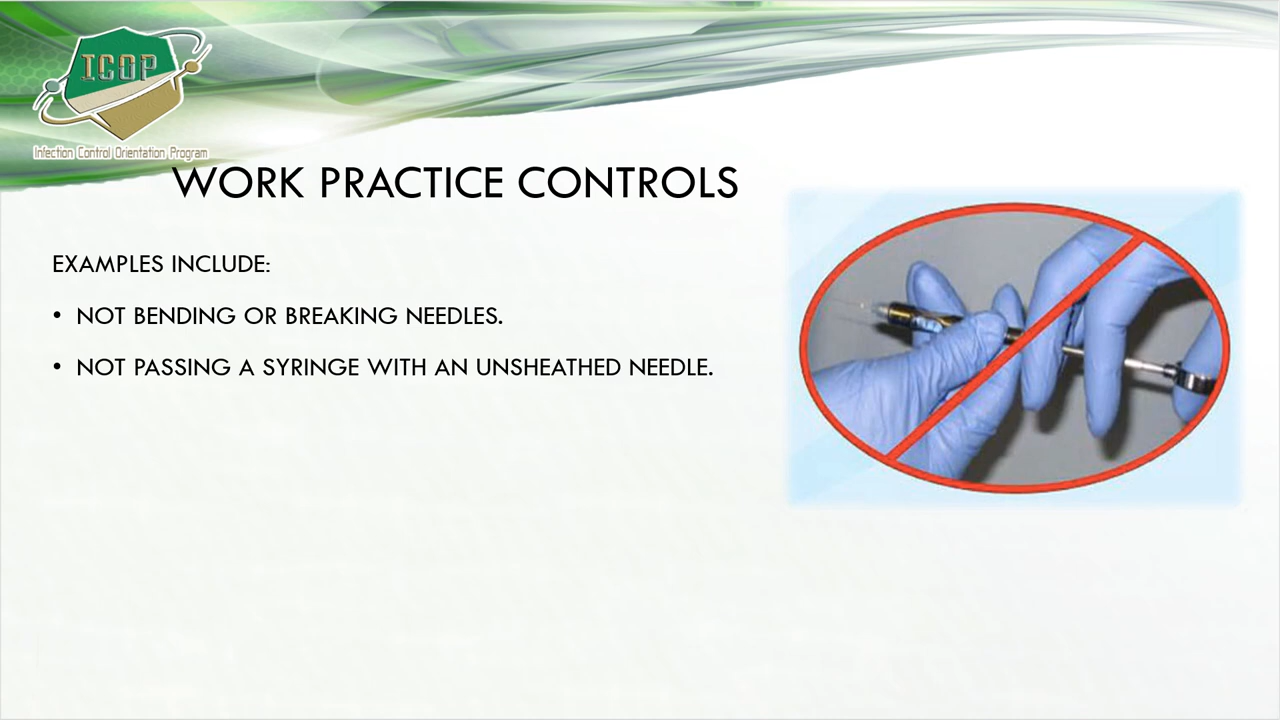 ICOP
Infection Control Orientation Program
WORK PRACTICE CONTROLS
EXAMPLES INCLUDE:
• NOT BENDING OR BREAKING NEEDLES.
• NOT PASSING A SYRINGE WITH AN UNSHEATHED NEEDLE.